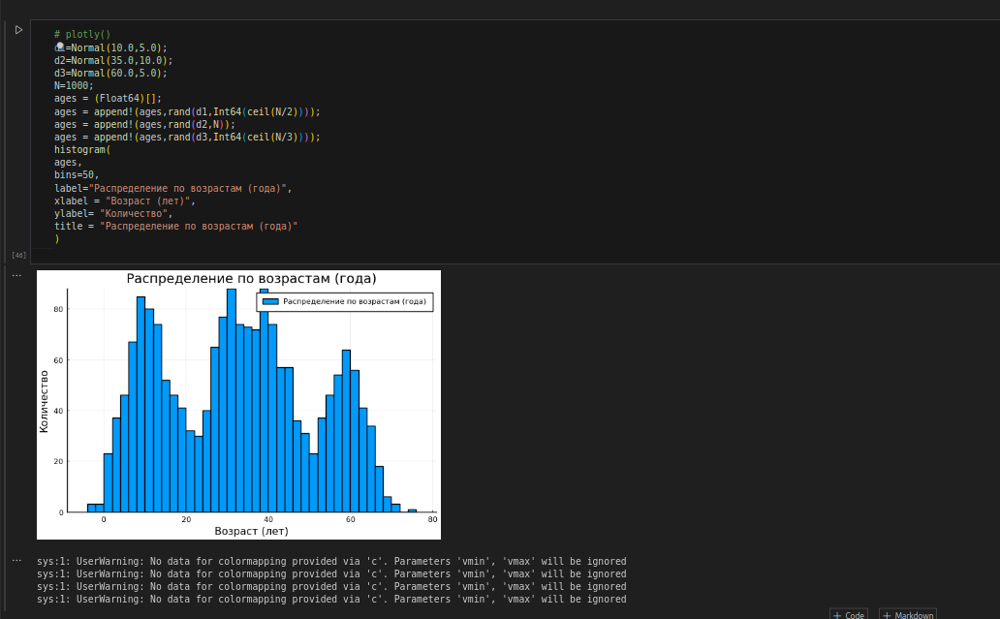 # plotly()
d1=Normal(10.0,5.0);
d2=Normal(35.0,10.0);
d3=Normal(60.0,5.0);
N=1000;
ages = (Float64)[];
ages = append!(ages,rand(d1,Int64(ceil(N/2))));
ages = append!(ages,rand(d2,N));
ages = append!(ages,rand(d3,Int64(ceil(N/3))));
histogram(
ages,
bins=50,
label="Распределение по возрастам (года)",
xlabel = "Возраст (лет)",
ylabel= "Количество",
title = "Распределение по возрастам (года)"
)
[48]
...
Распределение по возрастам (года)
Распределение по возрастам (года)
Количество
80
60
40
20
0
0 20 40 60 80
Возраст (лет)
...
sys:1: UserWarning: No data for colormapping provided via 'c'. Parameters 'vmin', 'vmax' will be ignored
sys:1: UserWarning: No data for colormapping provided via 'c'. Parameters 'vmin', 'vmax' will be ignored
sys:1: UserWarning: No data for colormapping provided via 'c'. Parameters 'vmin', 'vmax' will be ignored
sys:1: UserWarning: No data for colormapping provided via 'c'. Parameters 'vmin', 'vmax' will be ignored
+ Code + Markdown